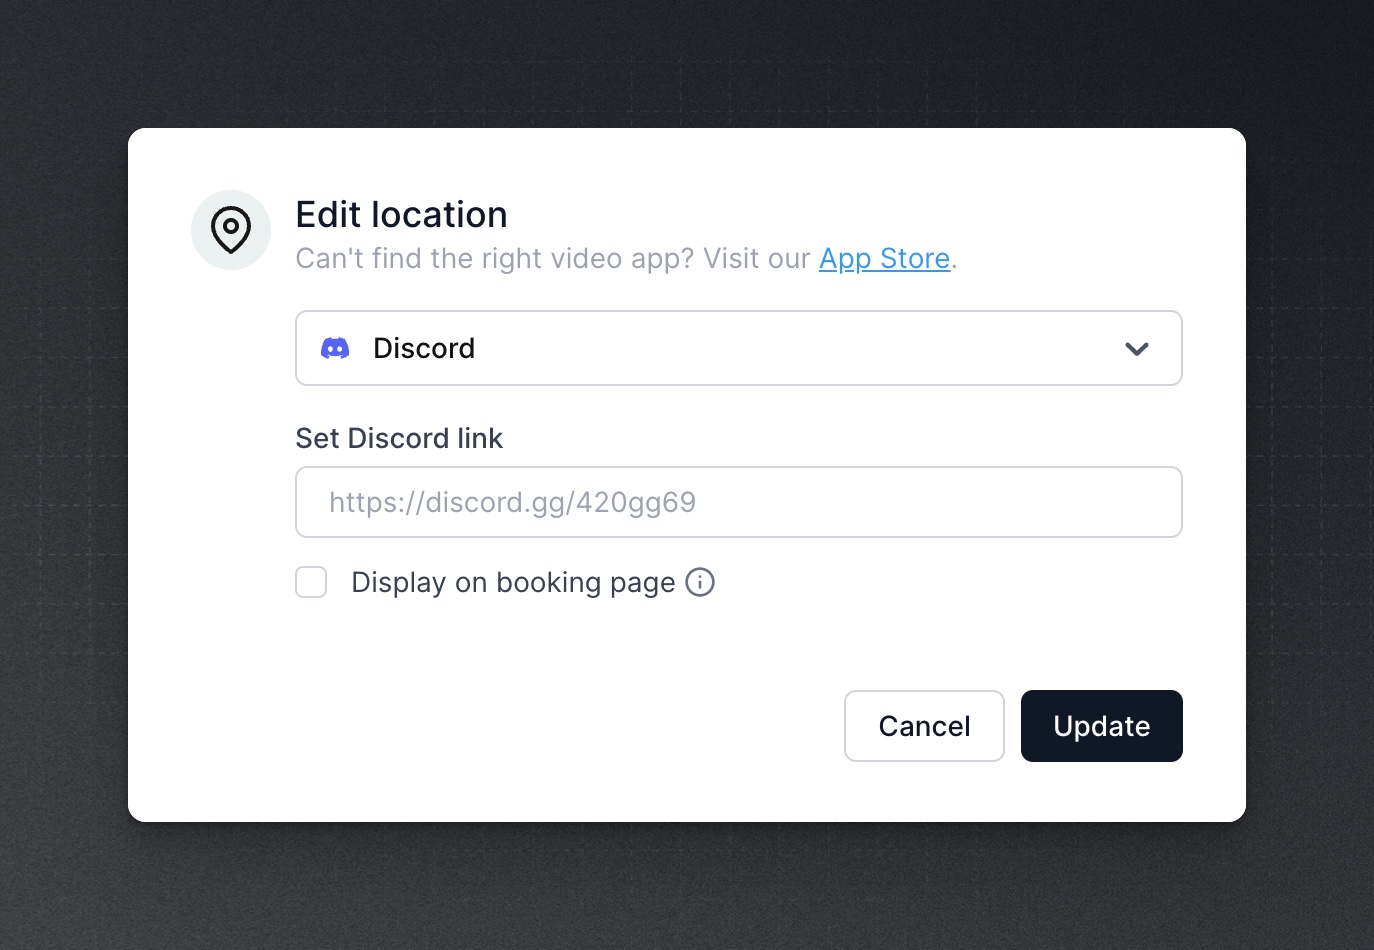 Edit location
Can't find the right video app? Visit our App Store.
Discord
Set Discord link
https://discord.gg/420gg69
Display on booking page
Cancel
Update